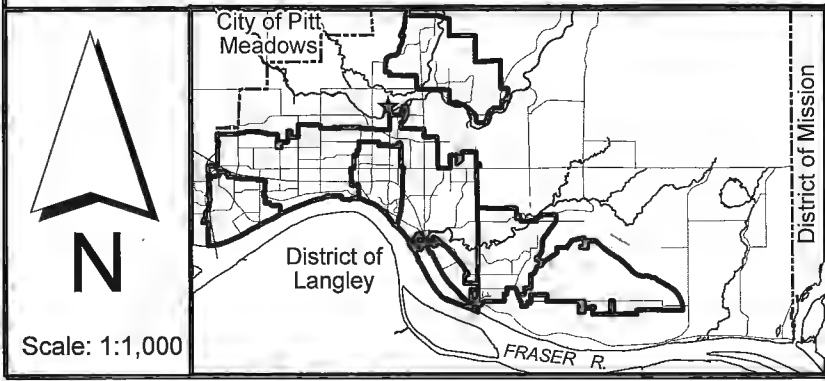 City of Pitt
Meadows
District of Mission
District of
Langley
N
Scale: 1:1,000
FRASER R.